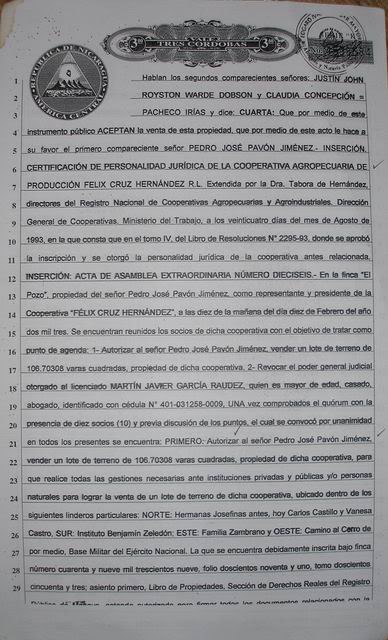 REPUBLICA DE NICARAGUA
AMERICA CENTRAL
VALE
3
TRES CORDOBAS
3
1 Hablan los segundos comparecientes señores: JUSTIN JOHN
2 ROYSTON WARDE DOBSON y CLAUDIA CONCEPCIÓN =
3 PACHECO IRÍAS y dice: CUARTA: Que por medio de este
4 instrumento público ACEPTAN la venta de esta propiedad, que por medio de este acto le hace a
5 su favor el primero compareciente señor PEDRO JOSÉ PAVÓN JIMÉNEZ.- INSERCIÓN.
6 CERTIFICACIÓN DE PERSONALIDAD JURÍDICA DE LA COOPERATIVA AGROPECUARIA DE
7 PRODUCCIÓN FELIX CRUZ HERNÁNDEZ R.L. Extendida por la Dra. Tabora de Hernández,
8 directores del Registro Nacional de Cooperativas Agropecuarias y Agroindustriales. Dirección
9 General de Cooperativas. Ministerio del Trabajo, a los veinticuatro días del mes de Agosto de
10 1993, en la que consta que en el tomo IV, del Libro de Resoluciones N° 2295-93, donde se aprobó
11 la inscripción y se otorgó la personalidad jurídica de la cooperativa antes relacionada.
12 INSERCIÓN: ACTA DE ASAMBLEA EXTRAORDINARIA NÚMERO DIECISEIS.- En la finca "El
13 Pozo", propiedad del señor Pedro José Pavón Jiménez, como representante y presidente de la
14 Cooperativa "FÉLIX CRUZ HERNÁNDEZ", a las diez de la mañana del día diez de Febrero del año
15 dos mil tres. Se encuentran reunidos los socios de dicha cooperativa con el objetivo de tratar como
16 punto de agenda: 1- Autorizar al señor Pedro José Pavón Jiménez, vender un lote de terreno de
17 106.70308 varas cuadradas, propiedad de dicha cooperativa. 2- Revocar el poder general judicial
18 otorgado al licenciado MARTÍN JAVIER GARCÍA RAUDEZ, quien es mayor de edad, casado,
19 abogado, identificado con cédula N° 401-031258-0009, UNA vez comprobados el quórum con la
20 presencia de diez socios (10) y previa discusión de los puntos, el cual se convocó por unanimidad
21 en todos los presentes se encuentra: PRIMERO: Autorizar al señor Pedro José Pavón Jiménez,
22 vender un lote de terreno de 106.70308 varas cuadradas, propiedad de dicha cooperativa, para
23 que realice todas las gestiones necesarias ante instituciones privadas y públicas y/o personas
24 naturales para lograr la venta de un lote de terreno de dicha cooperativa, ubicado dentro de los
25 siguientes linderos particulares: NORTE: Hermanas Josefinas antes, hoy Carlos Castillo y Vanesa
26 Castro, SUR: Instituto Benjamín Zeledón; ESTE: Familia Zambrano y OESTE: Camino al Cerro de
27 por medio, Base Militar del Ejército Nacional. La que se encuentra debidamente inscrita bajo finca
28 número cuarenta y nueve mil trescientos nueve, folio doscientos noventa y uno, tomo doscientos
29 cincuenta y tres; asiento primero, Libro de Propiedades, Sección de Derechos Reales del Registro